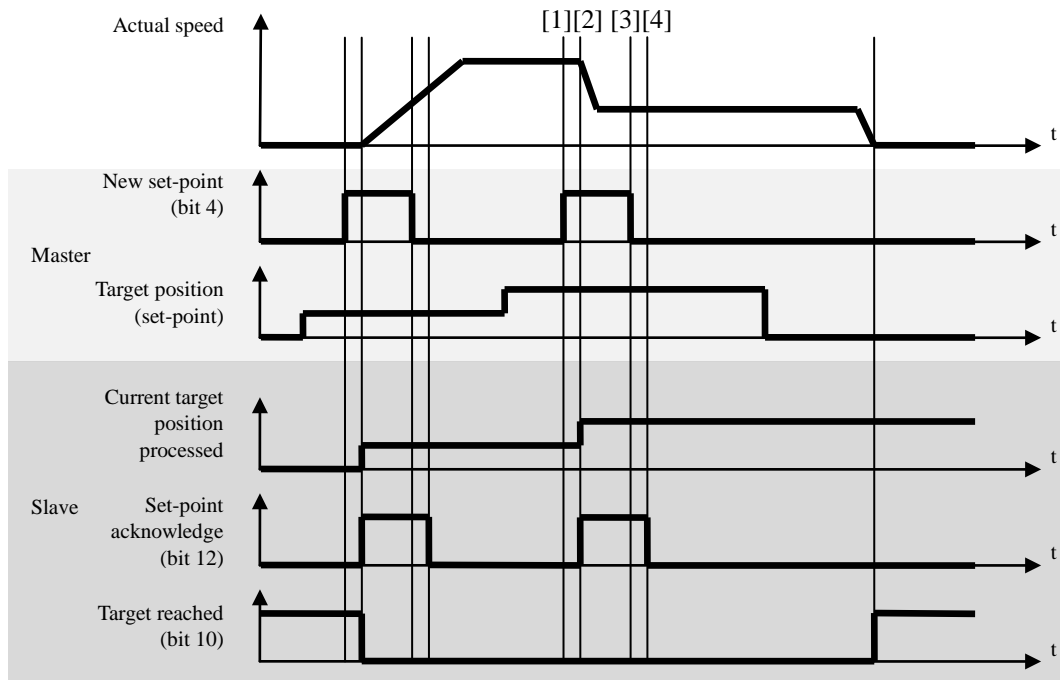 Actual speed
[1][2] [3][4]
t
New set-point
(bit 4)
t
Master
Target position
(set-point)
t
Current target
position
processed
t
Slave
Set-point
acknowledge
(bit 12)
t
Target reached
(bit 10)
t